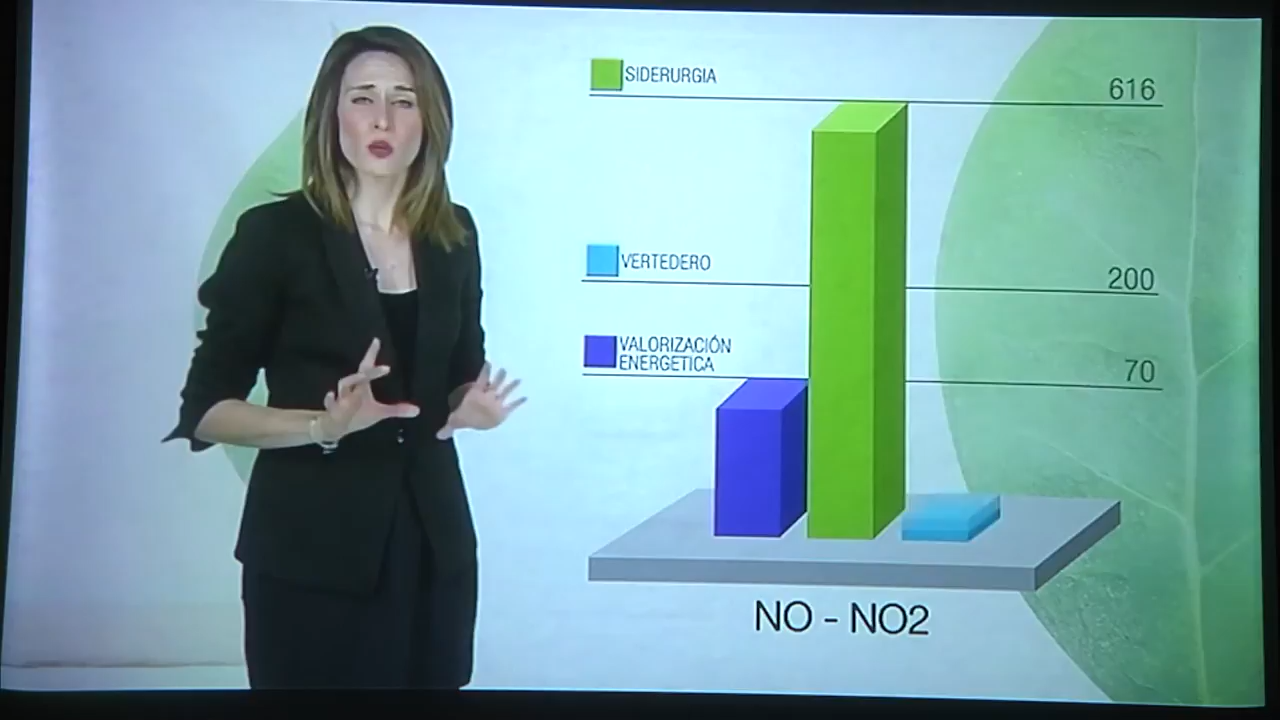 SIDERURGIA
616
VERTEDERO
200
VALORIZACIÓN
ENERGETICA
70
NO - NO2